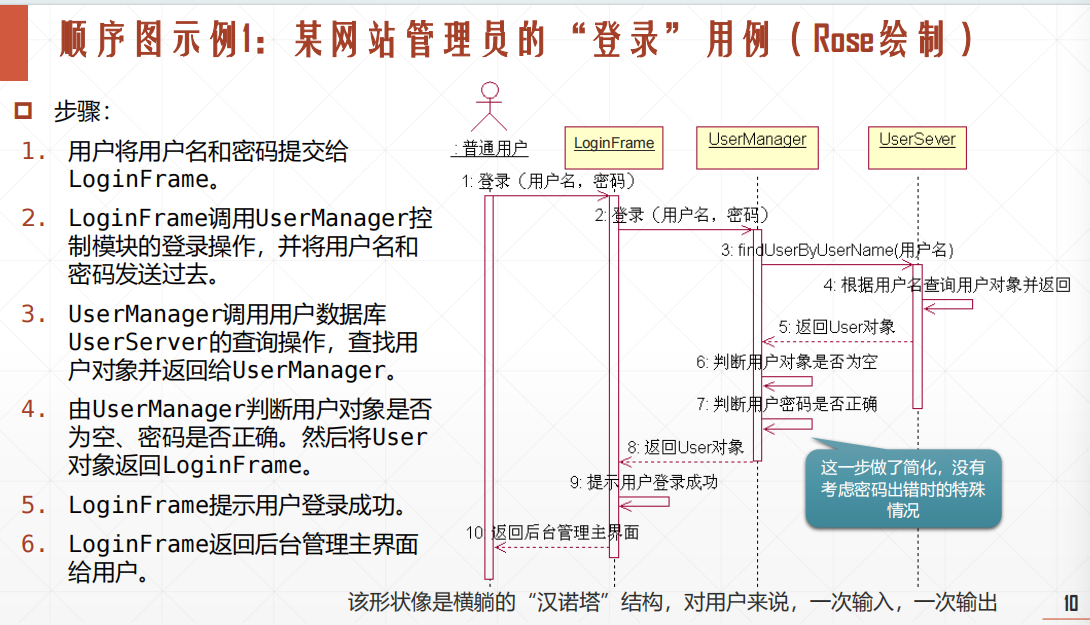 顺序图示例1：某网站管理员的“登录”用例（Rose绘制）
步骤：
1. 用户将用户名和密码提交给
LoginFrame。
2. LoginFrame调用UserManager控
制模块的登录操作，并将用户名和
密码发送过去。
3. UserManager调用用户数据库
UserServer的查询操作，查找用
户对象并返回给UserManager。
4. 由UserManager判断用户对象是否
为空、密码是否正确。然后将User
对象返回LoginFrame。
5. LoginFrame提示用户登录成功。
6. LoginFrame返回后台管理主界面
给用户。
: 普通用户
LoginFrame
UserManager
UserSever
1: 登录（用户名，密码）
2: 登录（用户名，密码）
3: findUserByUserName(用户名)
4: 根据用户名查询用户对象并返回
5: 返回User对象
6: 判断用户对象是否为空
7: 判断用户密码是否正确
8: 返回User对象
9: 提示用户登录成功
10: 返回后台管理主界面
这一步做了简化，没有
考虑密码出错时的特殊
情况
该形状像是横躺的“汉诺塔”结构，对用户来说，一次输入，一次输出
10